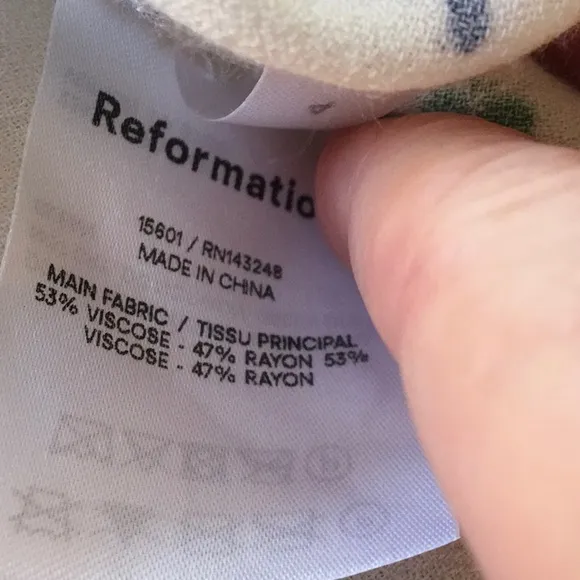 Reformatio
15601 / RN143248
MADE IN CHINA
MAIN FABRIC / TISSU PRINCIPAL
53% VISCOSE - 47% RAYON 53%
VISCOSE - 47% RAYON